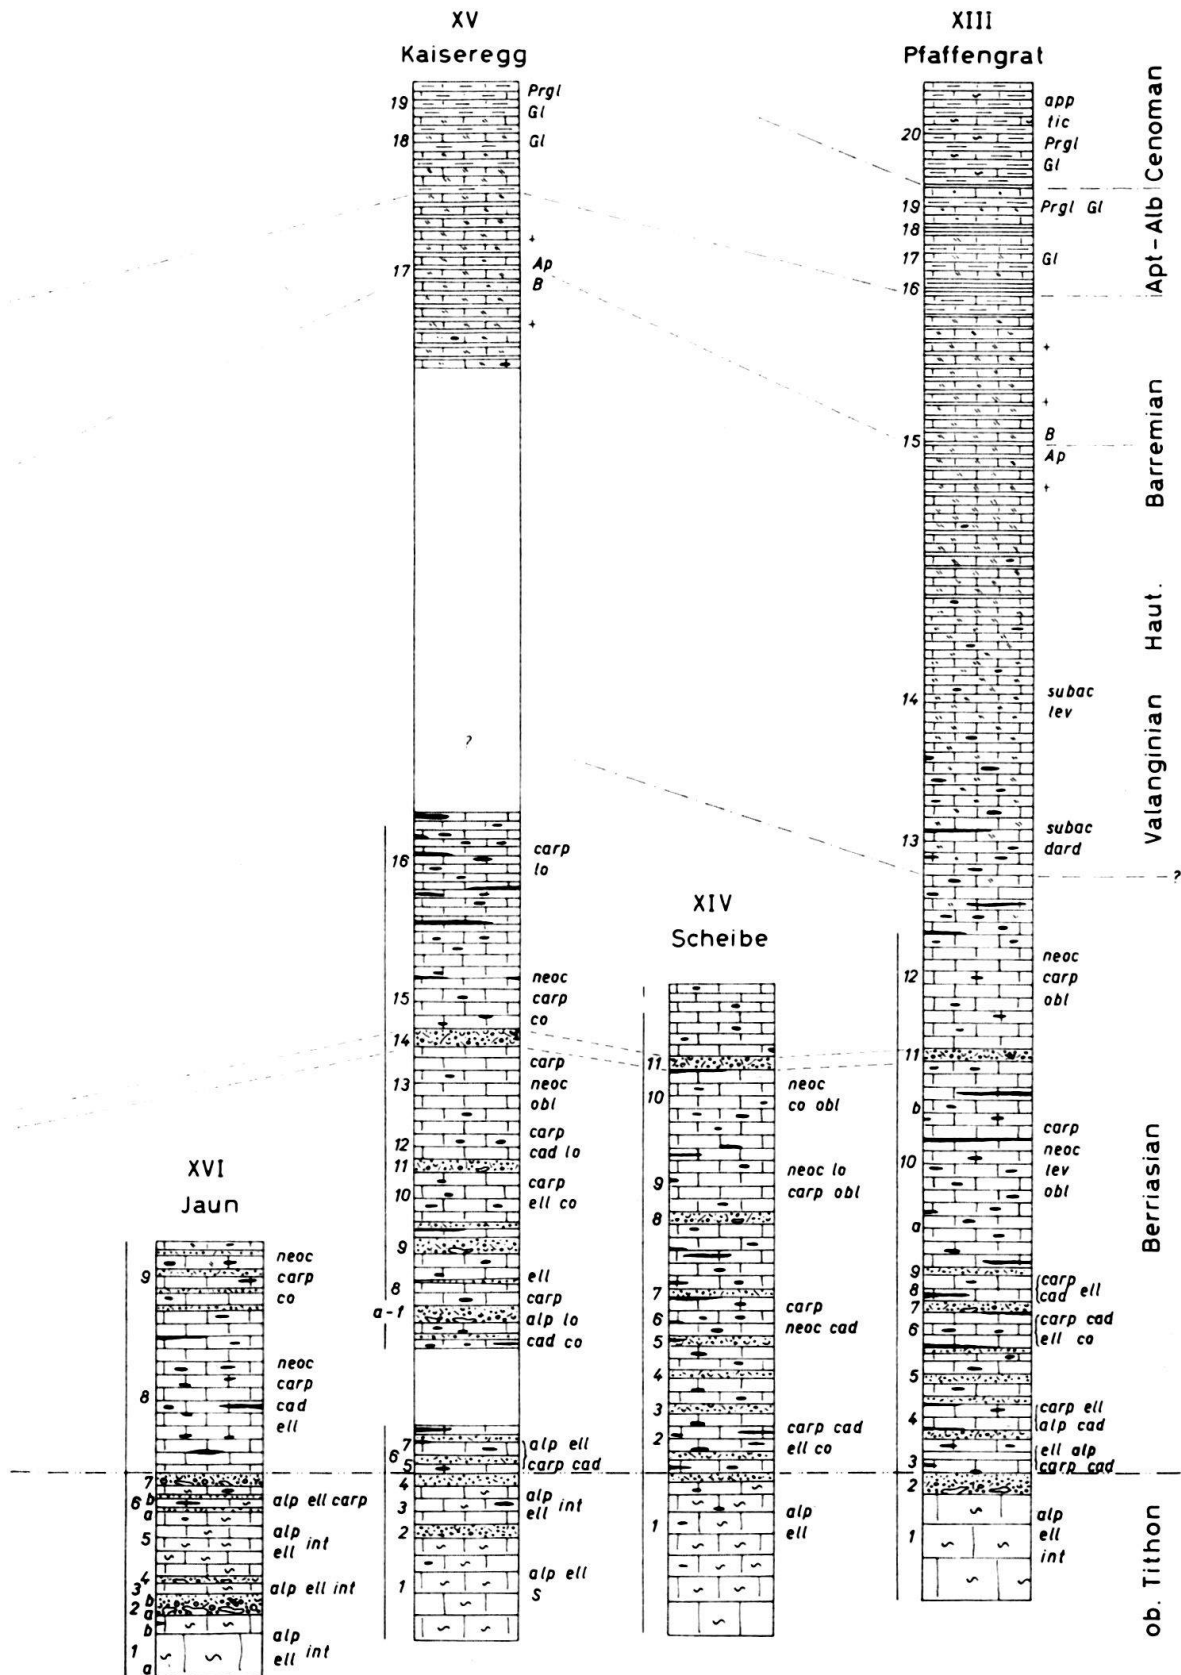 XV
Kaiseregg
19
Prgl
Gl
18
Gl
+
17
Ap
B
+
?
16
carp
lo
15
neoc
carp
co
14
carp
13
neoc
obl
12
carp
cad lo
11
carp
10
ell co
9
ell
8
carp
a-f
alp lo
cad co
7
alp ell
6
5
carp cad
4
alp
3
ell int
2
1
alp ell
S
XIII
Pfaffengrat
app
tic
20
Prgl
Gl
19
Prgl Gl
18
17
Gl
16
+
+
15
B
Ap
+
14
subac
lev
13
subac
dard
12
neoc
carp
obl
11
b
carp
10
neoc
lev
obl
a
9
carp
8
cad ell
7
carp cad
6
ell co
5
carp ell
4
alp cad
ell alp
3
carp cad
2
alp
1
ell
int
XIV
Scheibe
11
neoc
10
co obl
neoc lo
9
carp obl
8
7
carp
6
neoc cad
5
4
3
carp cad
2
ell co
alp
1
ell
XVI
Jaun
neoc
9
carp
co
neoc
carp
8
cad
ell
7
6 b
alp ell carp
a
alp
5
ell int
4
3
alp ell int
b
2 a
b
alp
1
ell int
a
Cenoman
Apt-Alb
Barremian
Haut.
Valanginian
?
Berriasian
ob. Tithon